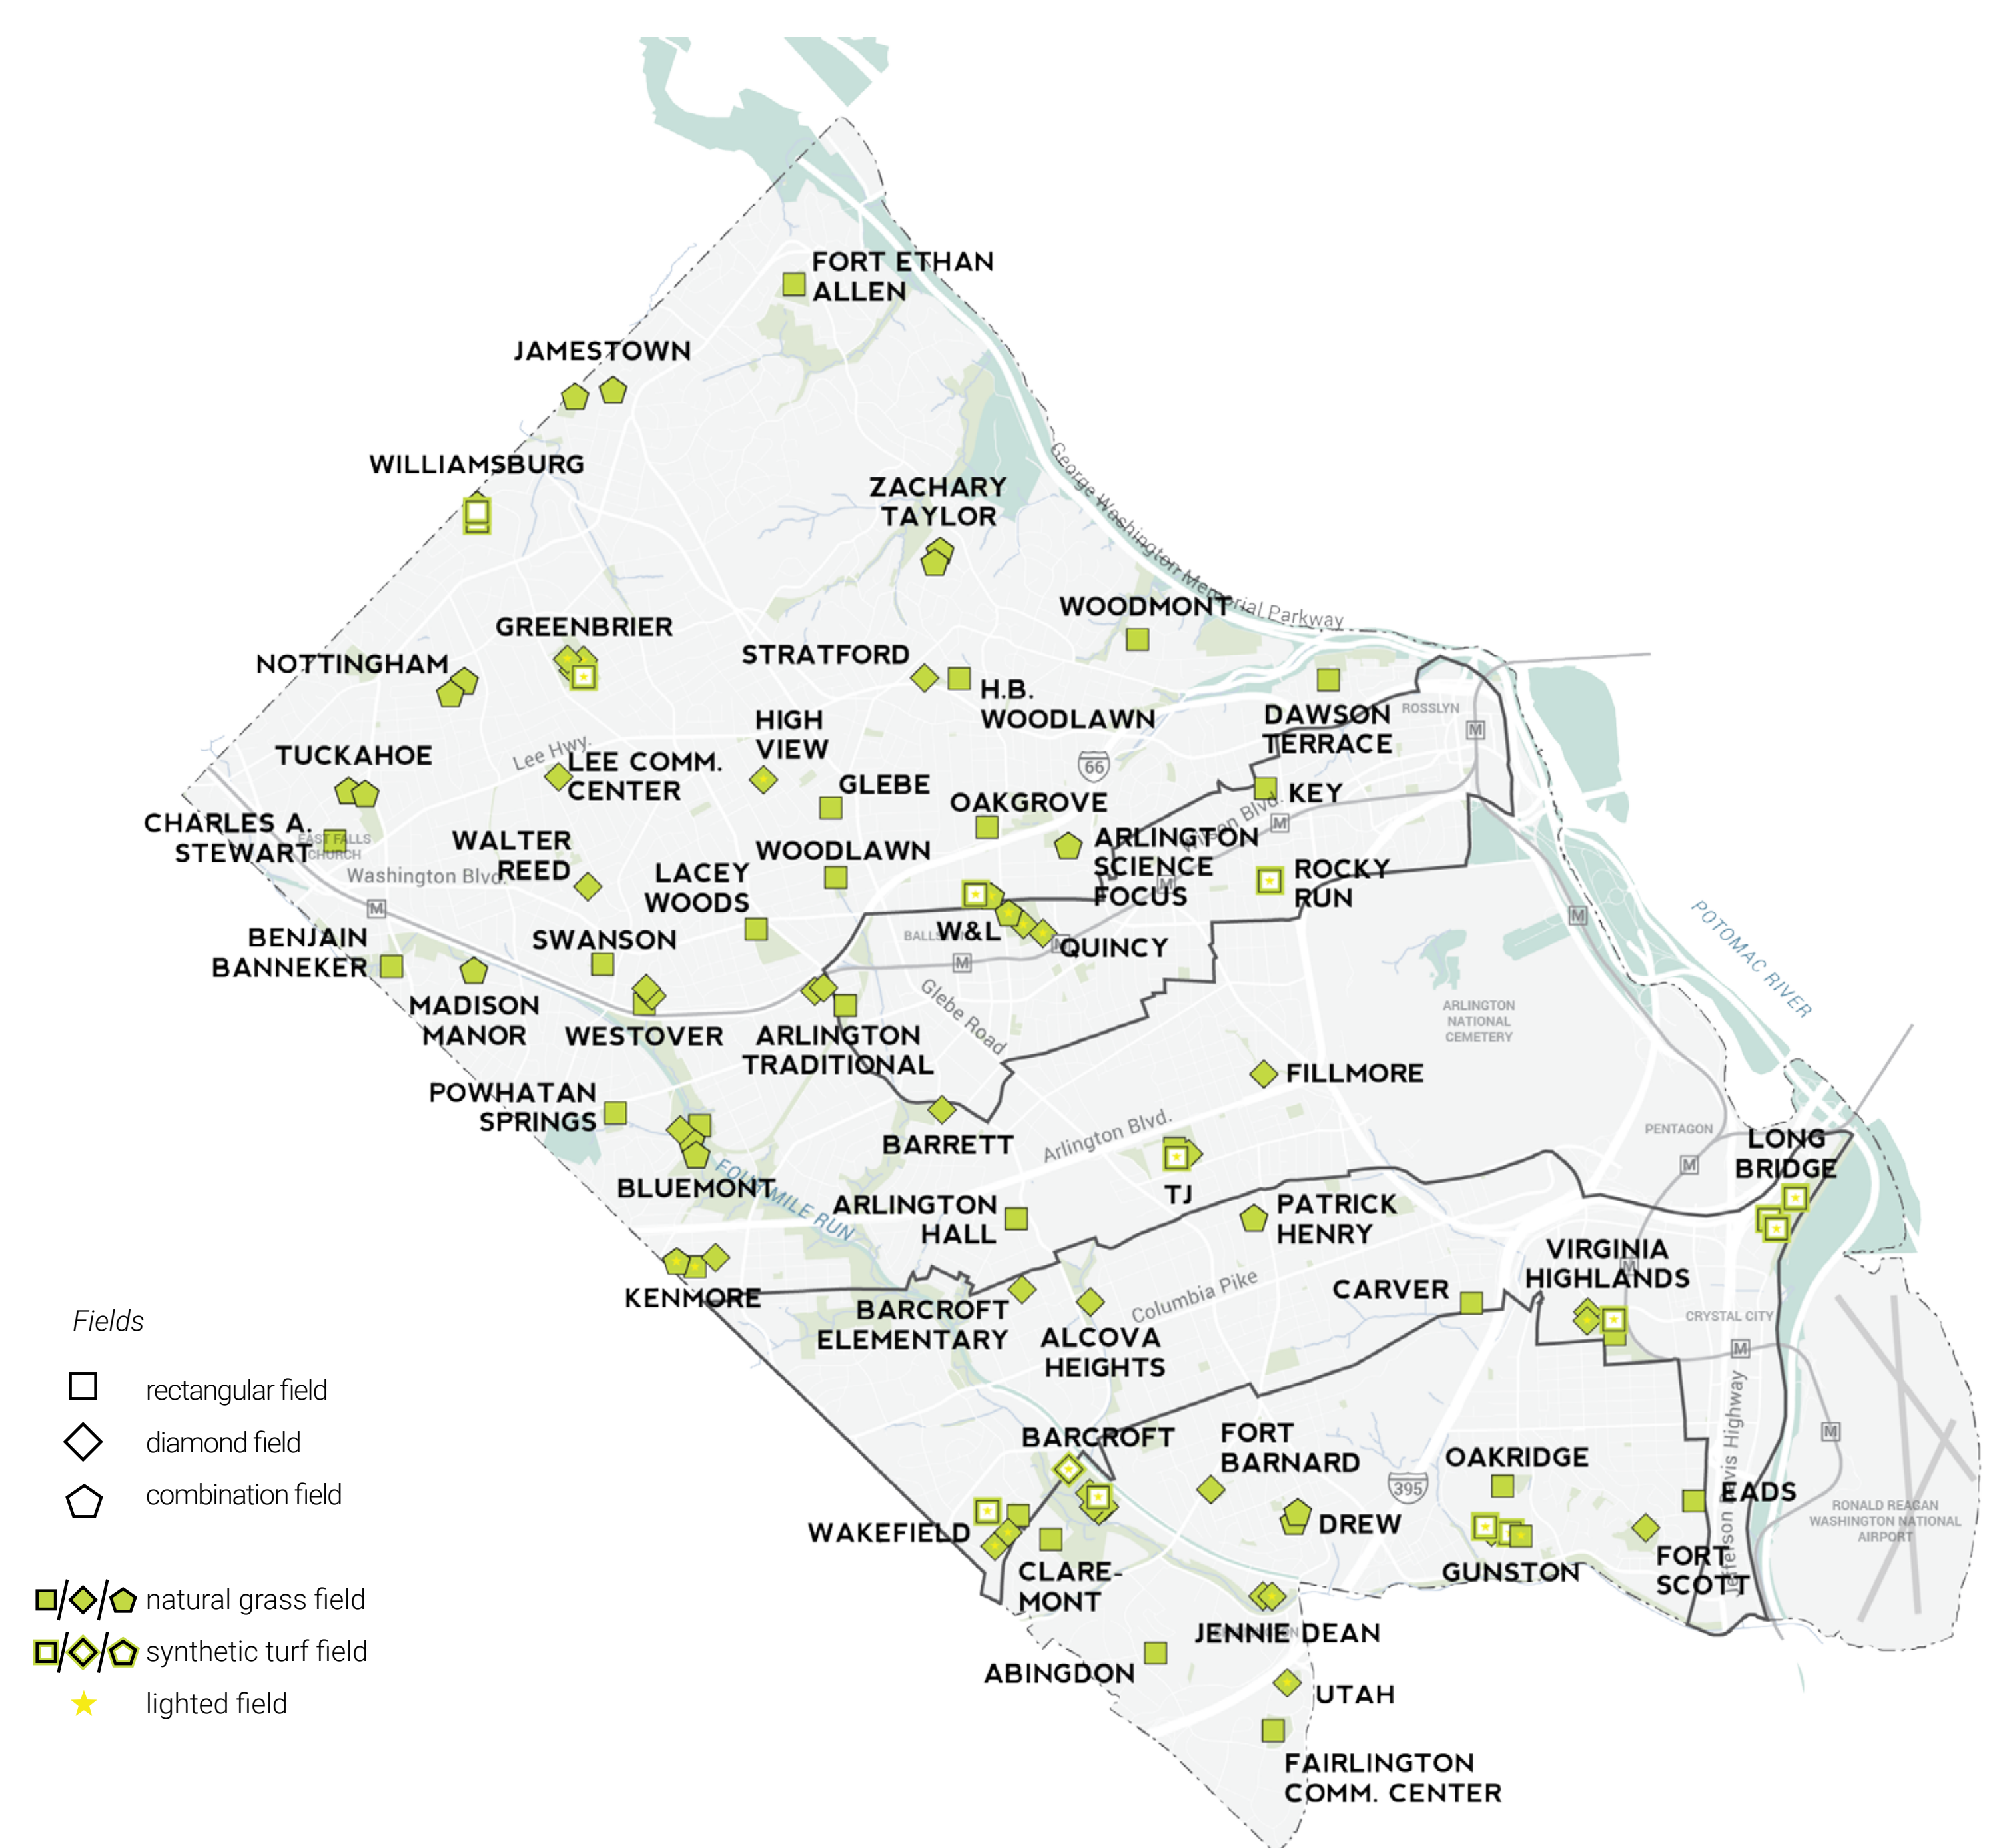 FORT ETHAN
ALLEN
JAMESTOWN
WILLIAMSBURG
ZACHARY
TAYLOR
George Washington Memorial Parkway
WOODMONT
GREENBRIER
NOTTINGHAM
STRATFORD
H.B.
WOODLAWN
DAWSON
TERRACE
ROSSLYN
M
HIGH
VIEW
TUCKAHOE
Lee Hwy.
LEE COMM.
CENTER
66
GLEBE
KEY
OAKGROVE
Wilson Blvd.
M
CHARLES A.
STEWART
EAST FALLS
CHURCH
WALTER
REED
WOODLAWN
ARLINGTON
SCIENCE
FOCUS
M
ROCKY
RUN
Washington Blvd.
LACEY
WOODS
M
M
POTOMAC RIVER
BENJAIN
BANNEKER
SWANSON
BALLSTON
W&L
M
QUINCY
M
MADISON
MANOR
WESTOVER
ARLINGTON
TRADITIONAL
Glebe Road
ARLINGTON
NATIONAL
CEMETERY
FILLMORE
POWHATAN
SPRINGS
BARRETT
Arlington Blvd.
PENTAGON
M
LONG
BRIDGE
BLUEMONT
FOUR MILE RUN
TJ
ARLINGTON
HALL
PATRICK
HENRY
VIRGINIA
HIGHLANDS
M
KENMORE
BARCROFT
ELEMENTARY
ALCOVA
HEIGHTS
Columbia Pike
CARVER
CRYSTAL CITY
M
Fields
rectangular field
diamond field
combination field
natural grass field
synthetic turf field
lighted field
BARCROFT
FORT
BARNARD
OAKRIDGE
395
Jefferson Davis Highway
M
EADS
RONALD REAGAN
WASHINGTON NATIONAL
AIRPORT
WAKEFIELD
DREW
CLARE-
MONT
GUNSTON
FORT
SCOTT
JENNIE DEAN
ABINGDON
UTAH
FAIRLINGTON
COMM. CENTER